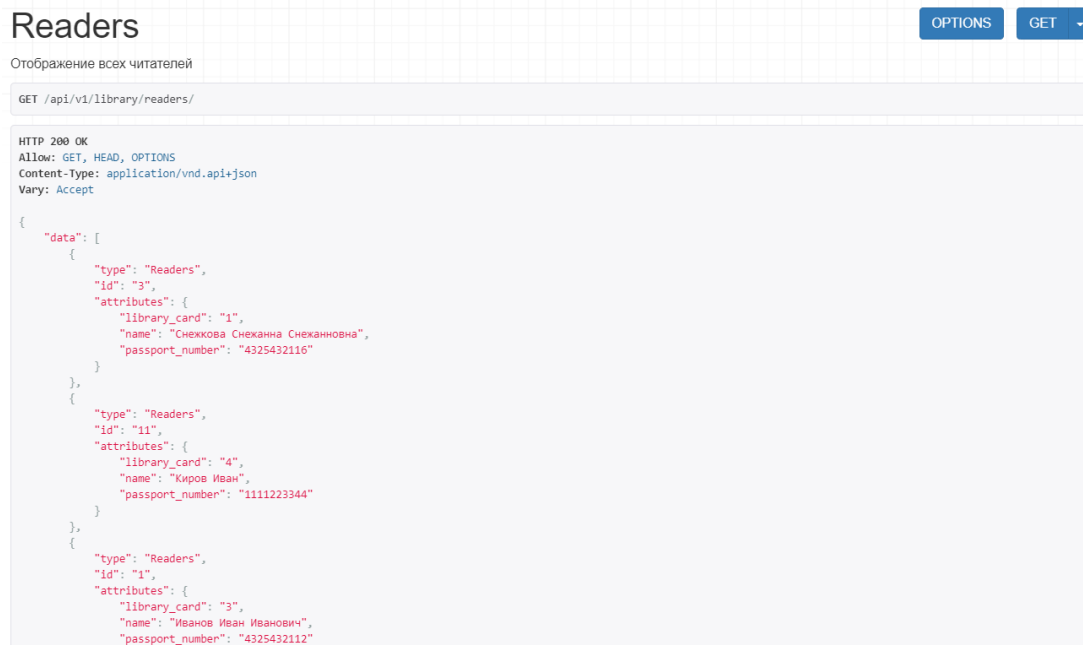 Readers
OPTIONS
GET
Отображение всех читателей
GET /api/v1/library/readers/
HTTP 200 OK
Allow: GET, HEAD, OPTIONS
Content-Type: application/vnd.api+json
Vary: Accept
{
    "data": [
        {
            "type": "Readers",
            "id": "3",
            "attributes": {
                "library_card": "1",
                "name": "Снежкова Снежанна Снежанновна",
                "passport_number": "4325432116"
            }
        },
        {
            "type": "Readers",
            "id": "11",
            "attributes": {
                "library_card": "4",
                "name": "Киров Иван",
                "passport_number": "1111223344"
            }
        },
        {
            "type": "Readers",
            "id": "1",
            "attributes": {
                "library_card": "3",
                "name": "Иванов Иван Иванович",
                "passport_number": "4325432112"